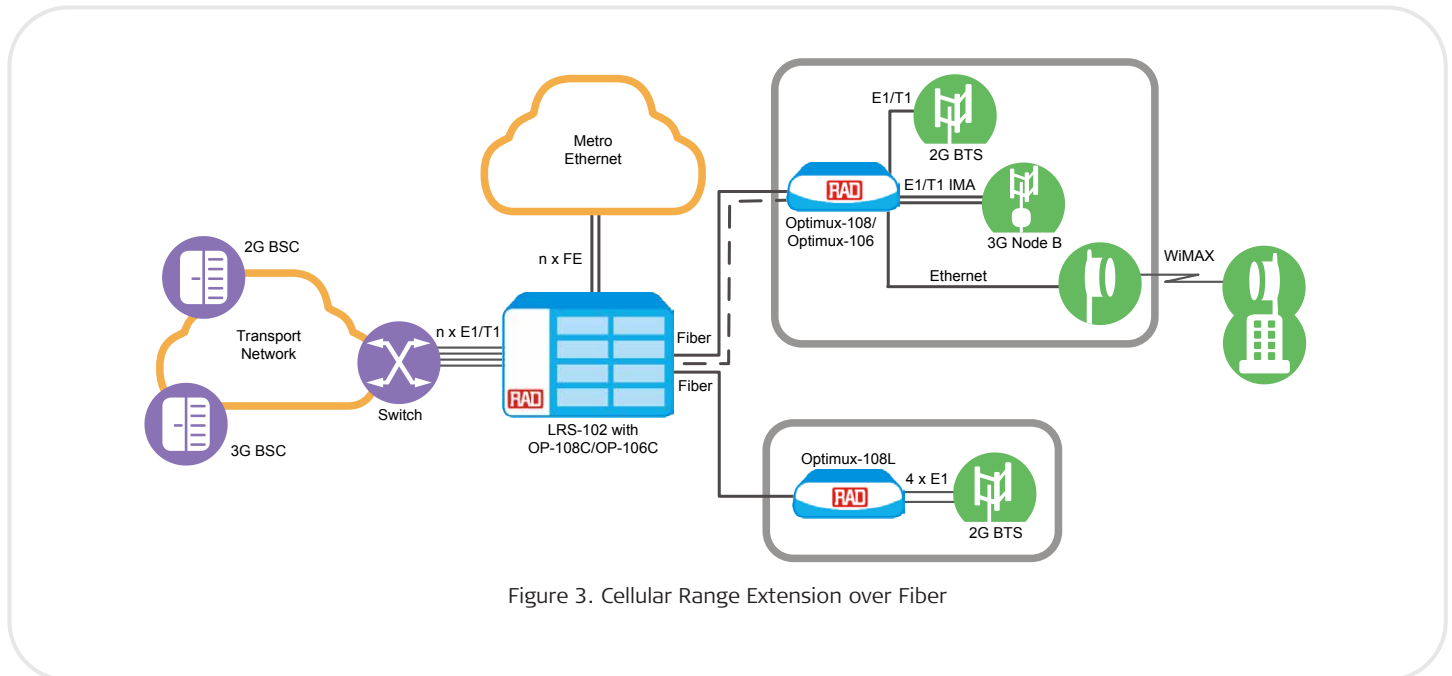 E1/T1
2G BTS
Metro
Ethernet
RAD
E1/T1 IMA
Optimux-108/
Optimux-106
3G Node B
2G BSC
n x FE
WiMAX
Ethernet
Transport
Network
n x E1/T1
Fiber
Fiber
RAD
Switch
LRS-102 with
OP-108C/OP-106C
3G BSC
Optimux-108L
4 x E1
RAD
2G BTS
Figure 3. Cellular Range Extension over Fiber